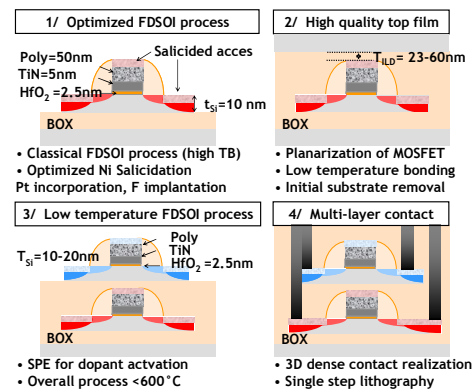 1/ Optimized FDSOI process
Poly=50nm
TiN=5nm
HfO₂=2.5nm
Salicided acces
tSi=10 nm
BOX
• Classical FDSOI process (high TB)
• Optimized Ni Salicidation
Pt incorporation, F implantation
2/ High quality top film
TILD= 23-60nm
BOX
• Planarization of MOSFET
• Low temperature bonding
• Initial substrate removal
3/ Low temperature FDSOI process
TSi=10-20nm
Poly
TiN
HfO₂=2.5nm
BOX
• SPE for dopant actvation
• Overall process <600°C
4/ Multi-layer contact
BOX
• 3D dense contact realization
• Single step lithography